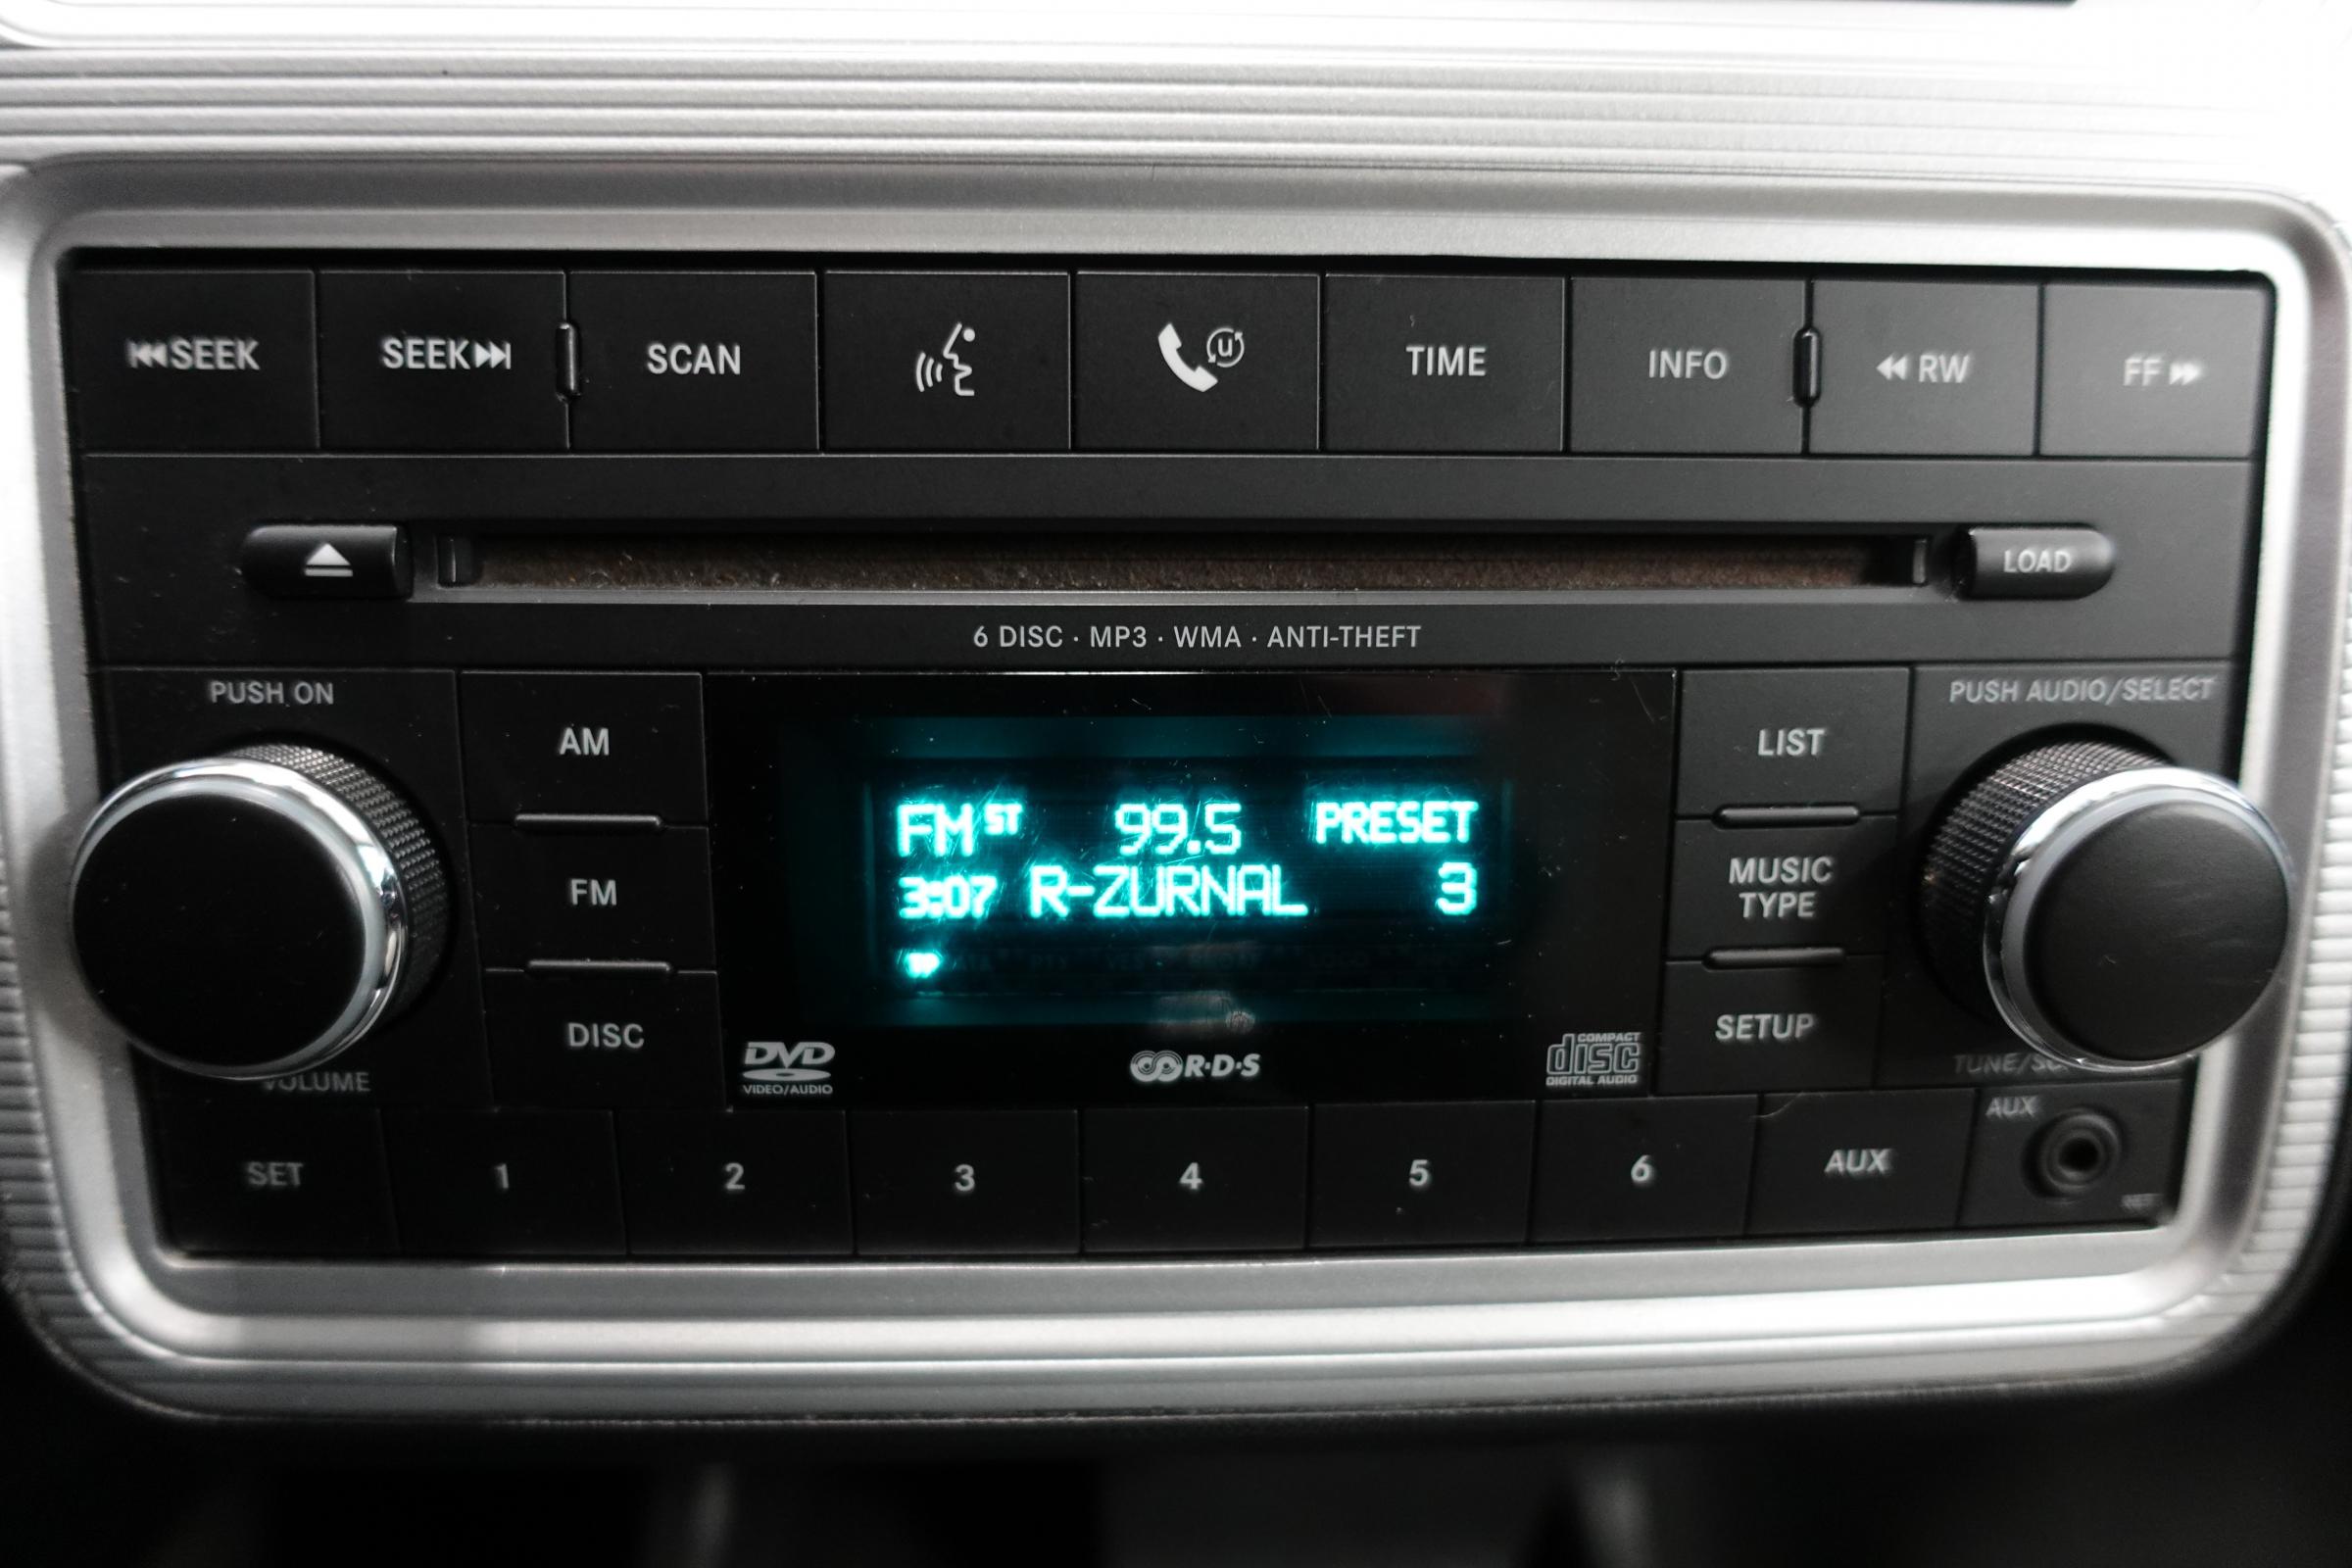 SEEK
SEEK
SCAN
TIME
INFO
RW
FF
LOAD
6 DISC · MP3 · WMA · ANTI-THEFT
PUSH ON
AM
FM ST 99.5 PRESET
3:07 R-ZURNAL 3
LIST
PUSH AUDIO/SELECT
FM
MUSIC
TYPE
VOLUME
DISC
DVD
VIDEO/AUDIO
R·D·S
COMPACT
disc
DIGITAL AUDIO
SETUP
SET
1
2
3
4
5
6
AUX
AUX